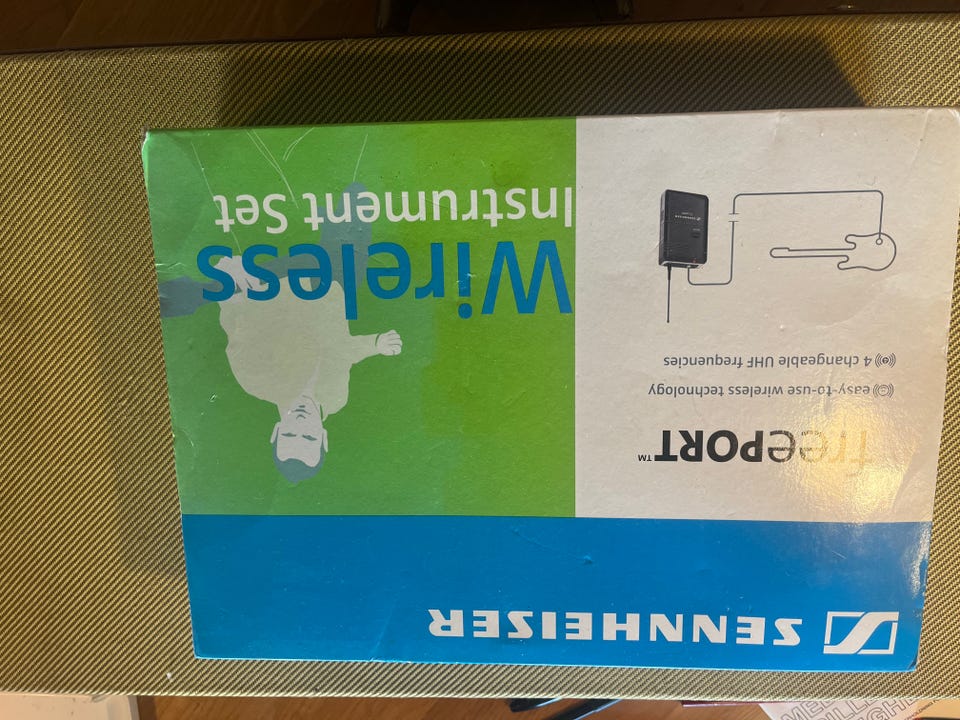 SENNHEISER
freePORT™
easy-to-use wireless technology
4 changeable UHF frequencies
Wireless
Instrument Set